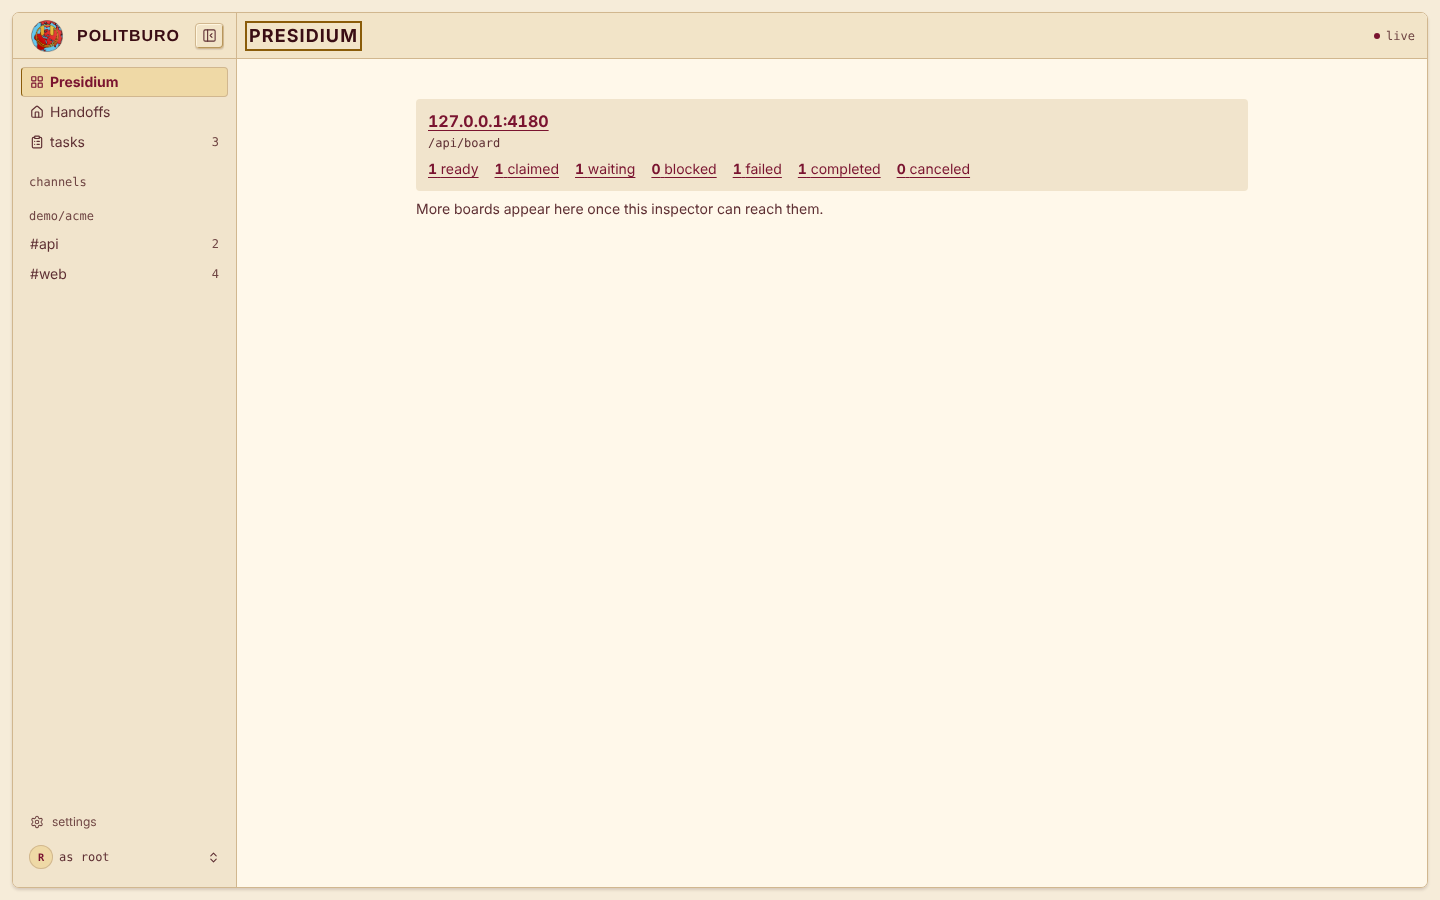 POLITBURO
PRESIDIUM
live
Presidium
Handoffs
tasks 3
channels
demo/acme
#api 2
#web 4
127.0.0.1:4180
/api/board
1 ready 1 claimed 1 waiting 0 blocked 1 failed 1 completed 0 canceled
More boards appear here once this inspector can reach them.
settings
R as root